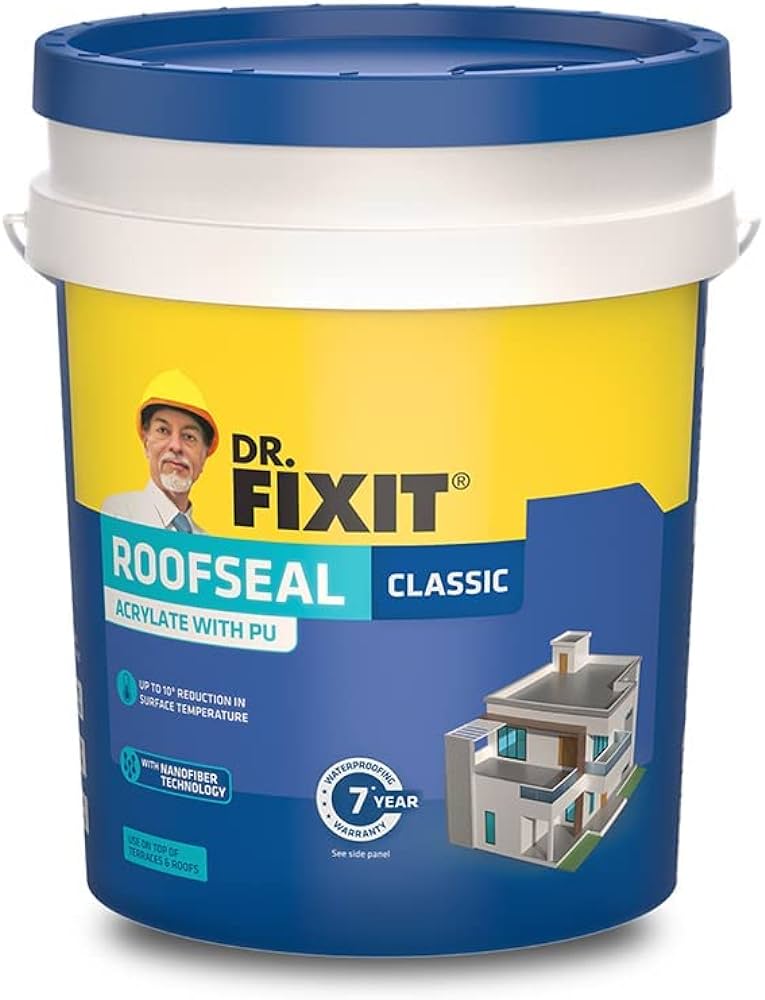 DR.
FIXIT®
ROOFSEAL
CLASSIC
ACRYLATE WITH PU
UP TO 10° REDUCTION IN
SURFACE TEMPERATURE
WITH NANOFIBER
TECHNOLOGY
WATERPROOFING
7* YEAR
WARRANTY
See side panel
USE ON TOP OF
TERRACES & ROOFS